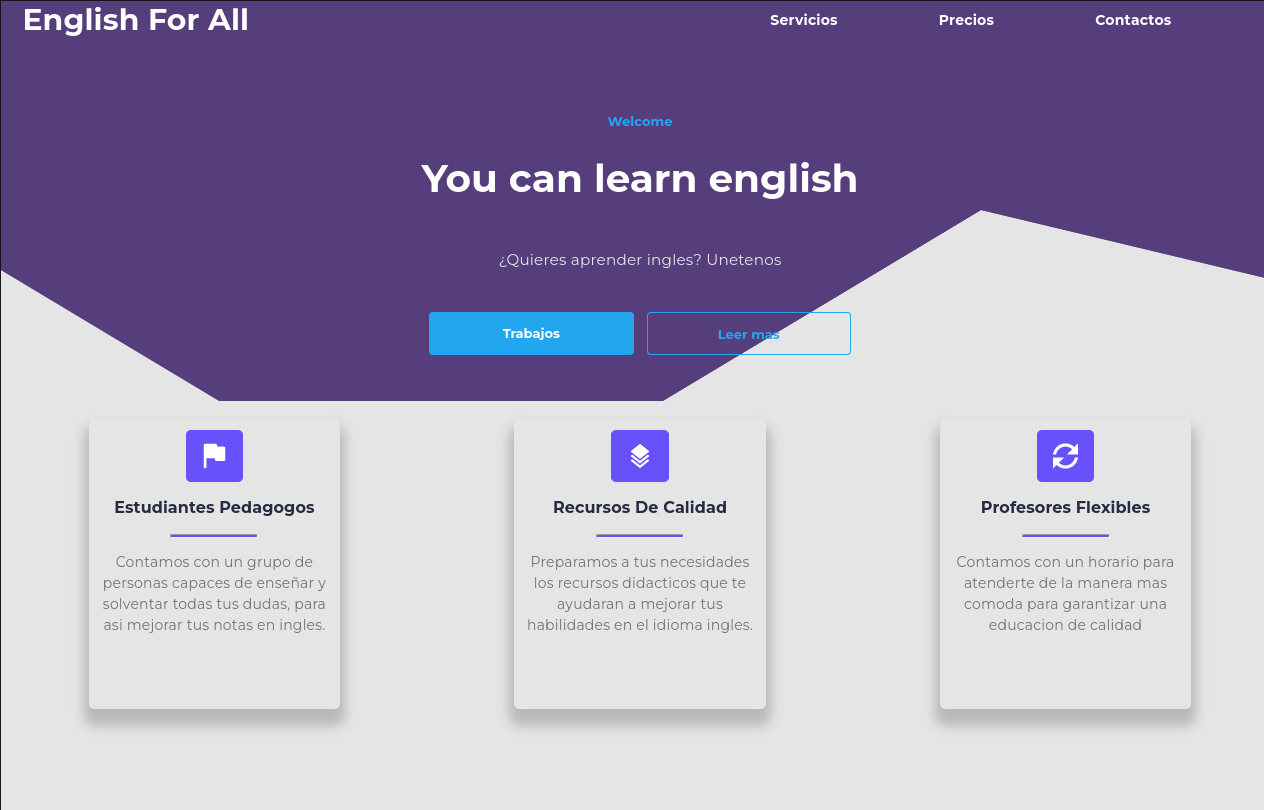 English For All
Servicios
Precios
Contactos
Welcome
You can learn english
¿Quieres aprender ingles? Unetenos
Trabajos
Leer mas
Estudiantes Pedagogos
Contamos con un grupo de
personas capaces de enseñar y
solventar todas tus dudas, para
asi mejorar tus notas en ingles.
Recursos De Calidad
Preparamos a tus necesidades
los recursos didacticos que te
ayudaran a mejorar tus
habilidades en el idioma ingles.
Profesores Flexibles
Contamos con un horario para
atenderte de la manera mas
comoda para garantizar una
educacion de calidad